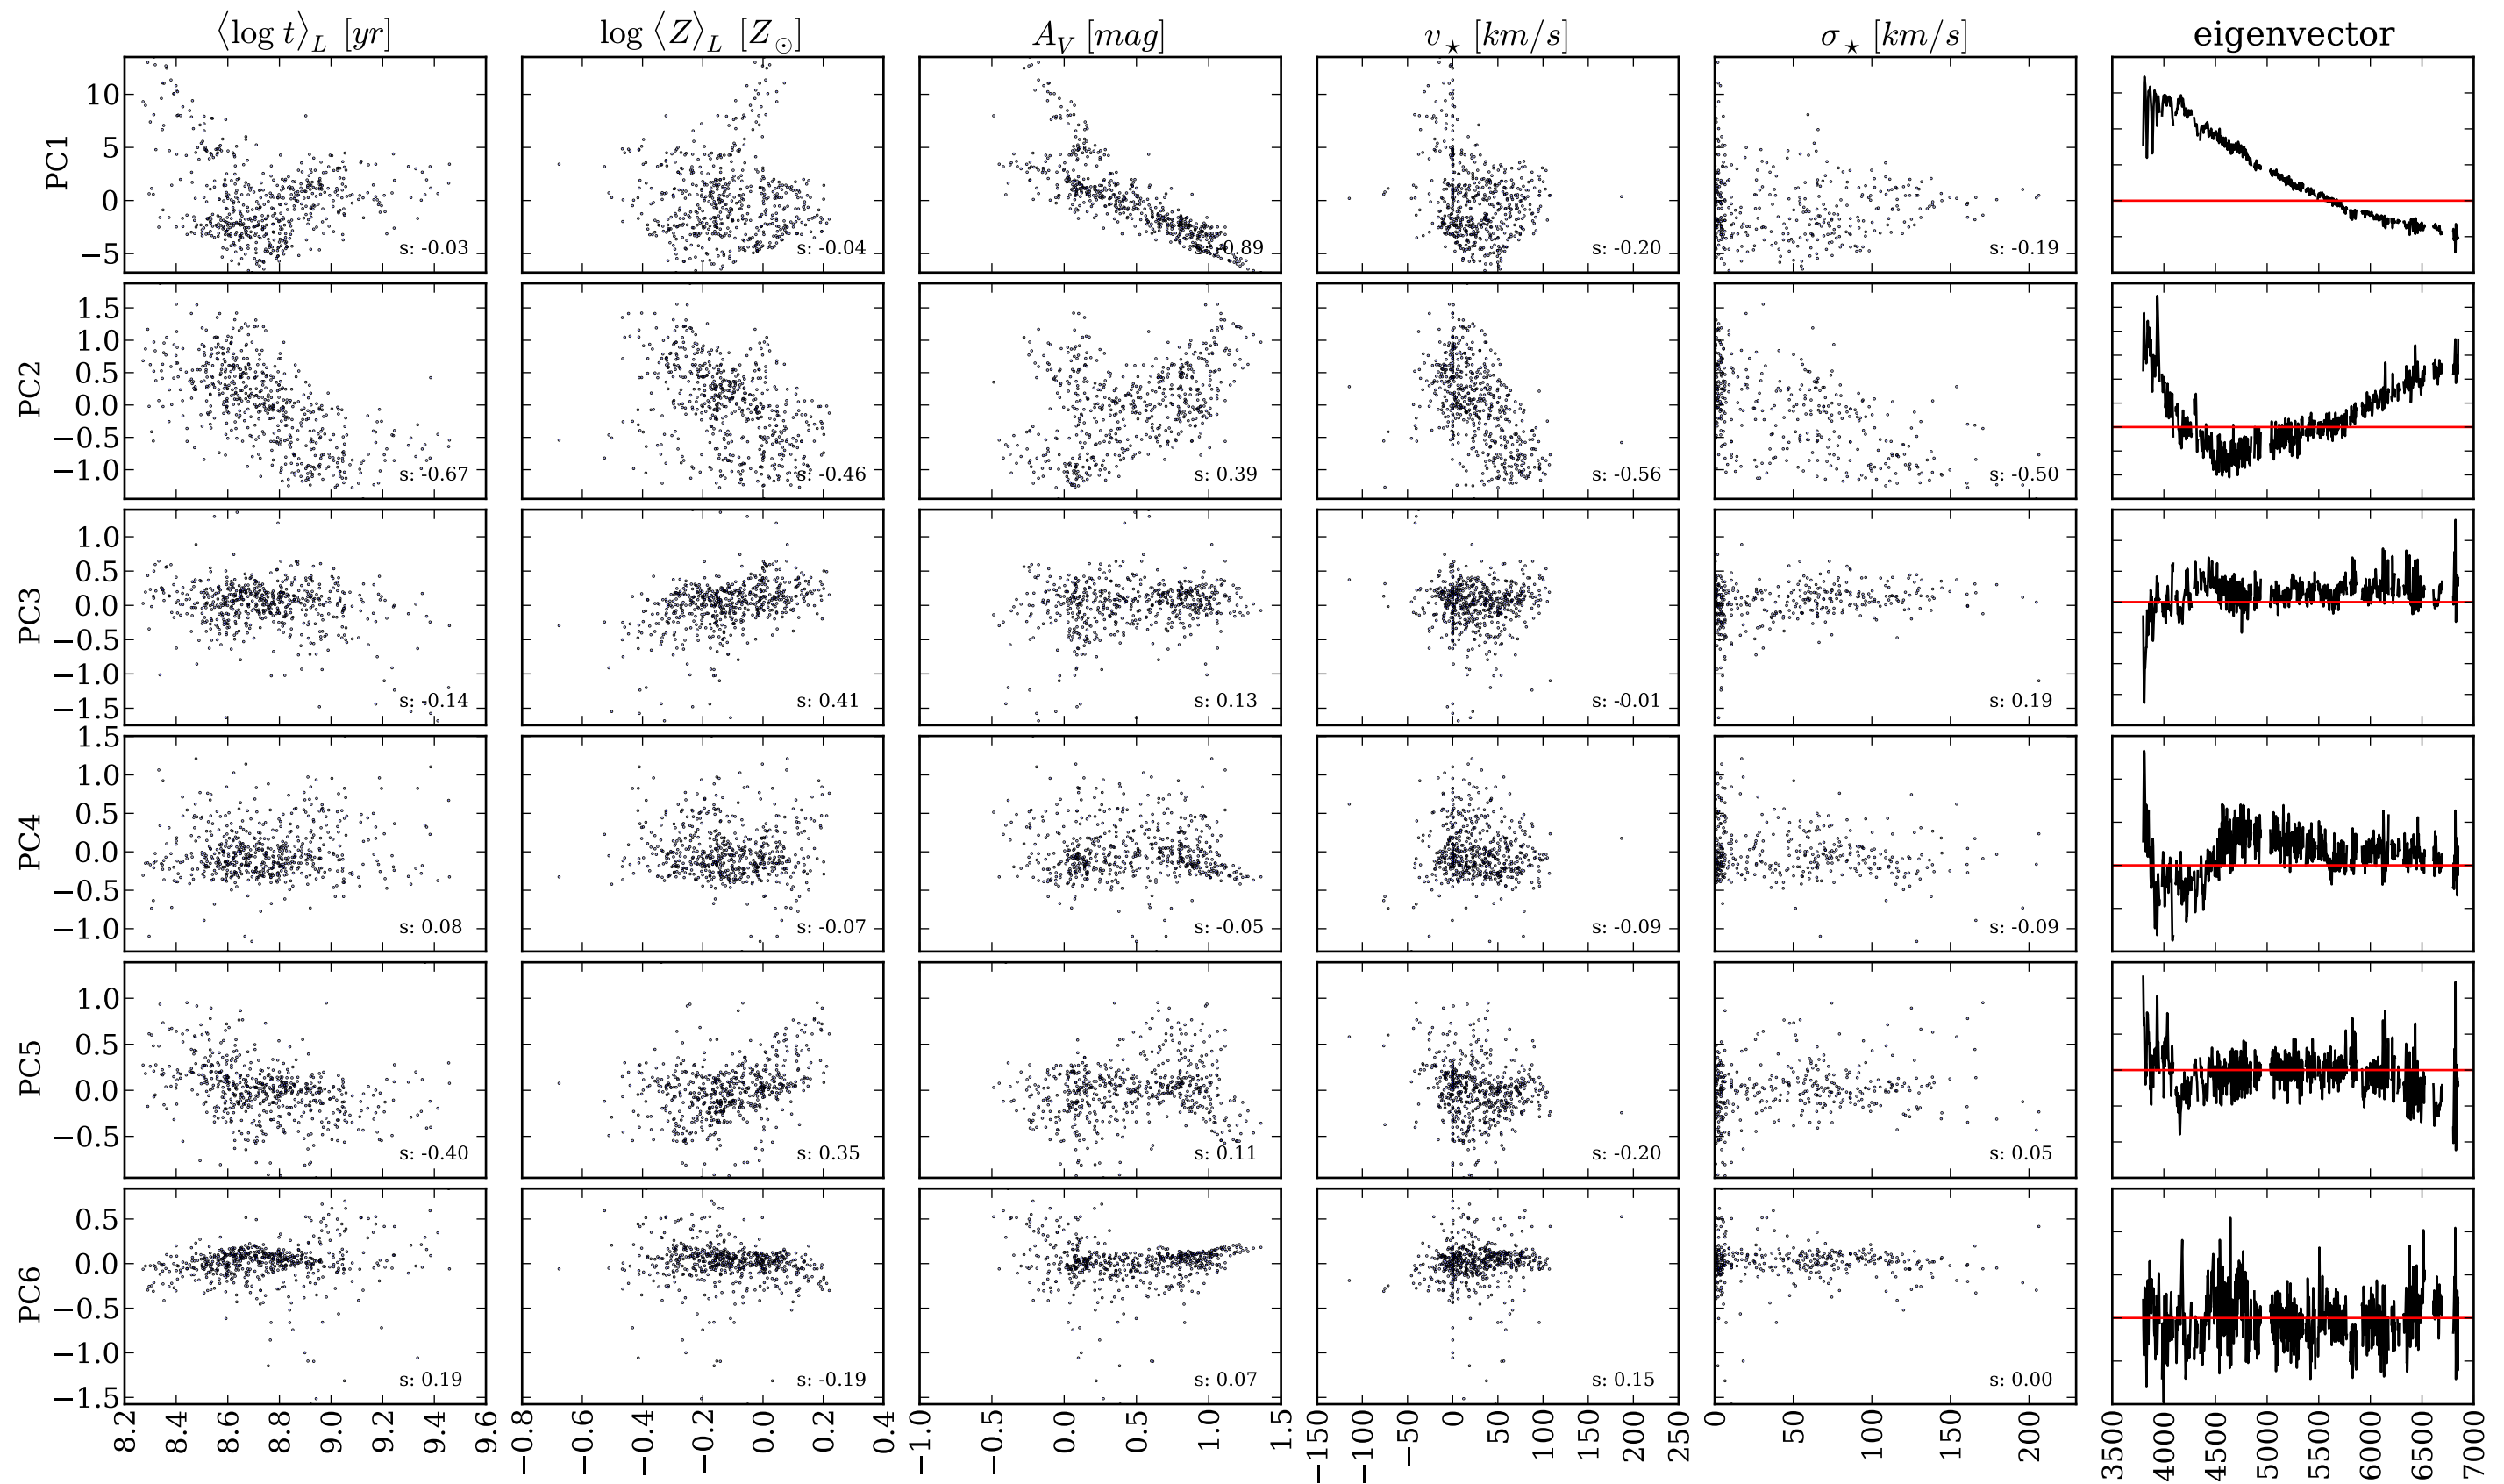 ⟨log t⟩_L [yr] log ⟨Z⟩_L [Z_⊙] A_V [mag] v_⋆ [km/s] σ_⋆ [km/s] eigenvector
PC1
10
5
0
−5
s: -0.03 s: -0.04 s: -0.89 s: -0.20 s: -0.19
PC2
1.5
1.0
0.5
0.0
−0.5
−1.0
s: -0.67 s: -0.46 s: 0.39 s: -0.56 s: -0.50
PC3
1.0
0.5
0.0
−0.5
−1.0
−1.5
s: -0.14 s: 0.41 s: 0.13 s: -0.01 s: 0.19
PC4
1.5
1.0
0.5
0.0
−0.5
−1.0
s: 0.08 s: -0.07 s: -0.05 s: -0.09 s: -0.09
PC5
1.0
0.5
0.0
−0.5
s: -0.40 s: 0.35 s: 0.11 s: -0.20 s: 0.05
PC6
0.5
0.0
−0.5
−1.0
−1.5
s: 0.19 s: -0.19 s: 0.07 s: 0.15 s: 0.00
8.2 8.4 8.6 8.8 9.0 9.2 9.4 9.6 −0.8 −0.6 −0.4 −0.2 0.0 0.2 0.4 −1.0 −0.5 0.0 0.5 1.0 1.5 −150 −100 −50 0 50 100 150 200 250 0 50 100 150 200 3500 4000 4500 5000 5500 6000 6500 7000